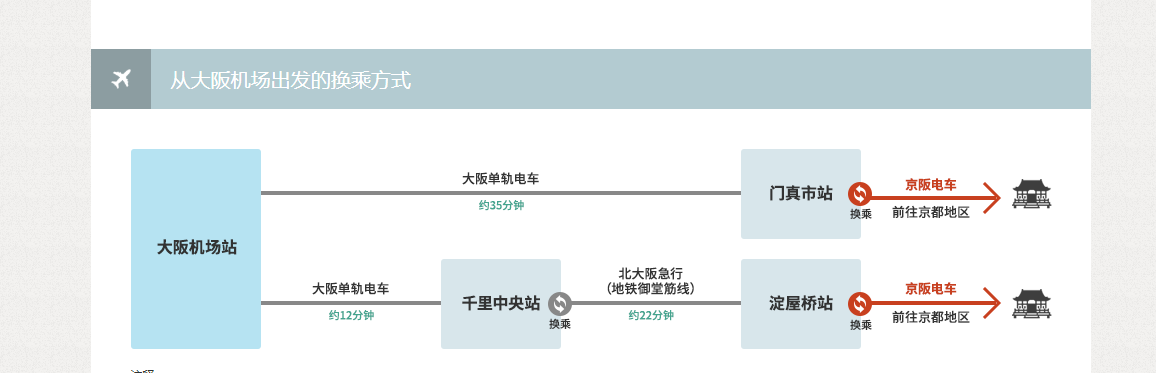 从大阪机场出发的换乘方式
大阪单轨电车
约35分钟
门真市站
换乘
京阪电车
前往京都地区
大阪机场站
大阪单轨电车
约12分钟
千里中央站
换乘
北大阪急行
（地铁御堂筋线）
约22分钟
淀屋桥站
换乘
京阪电车
前往京都地区